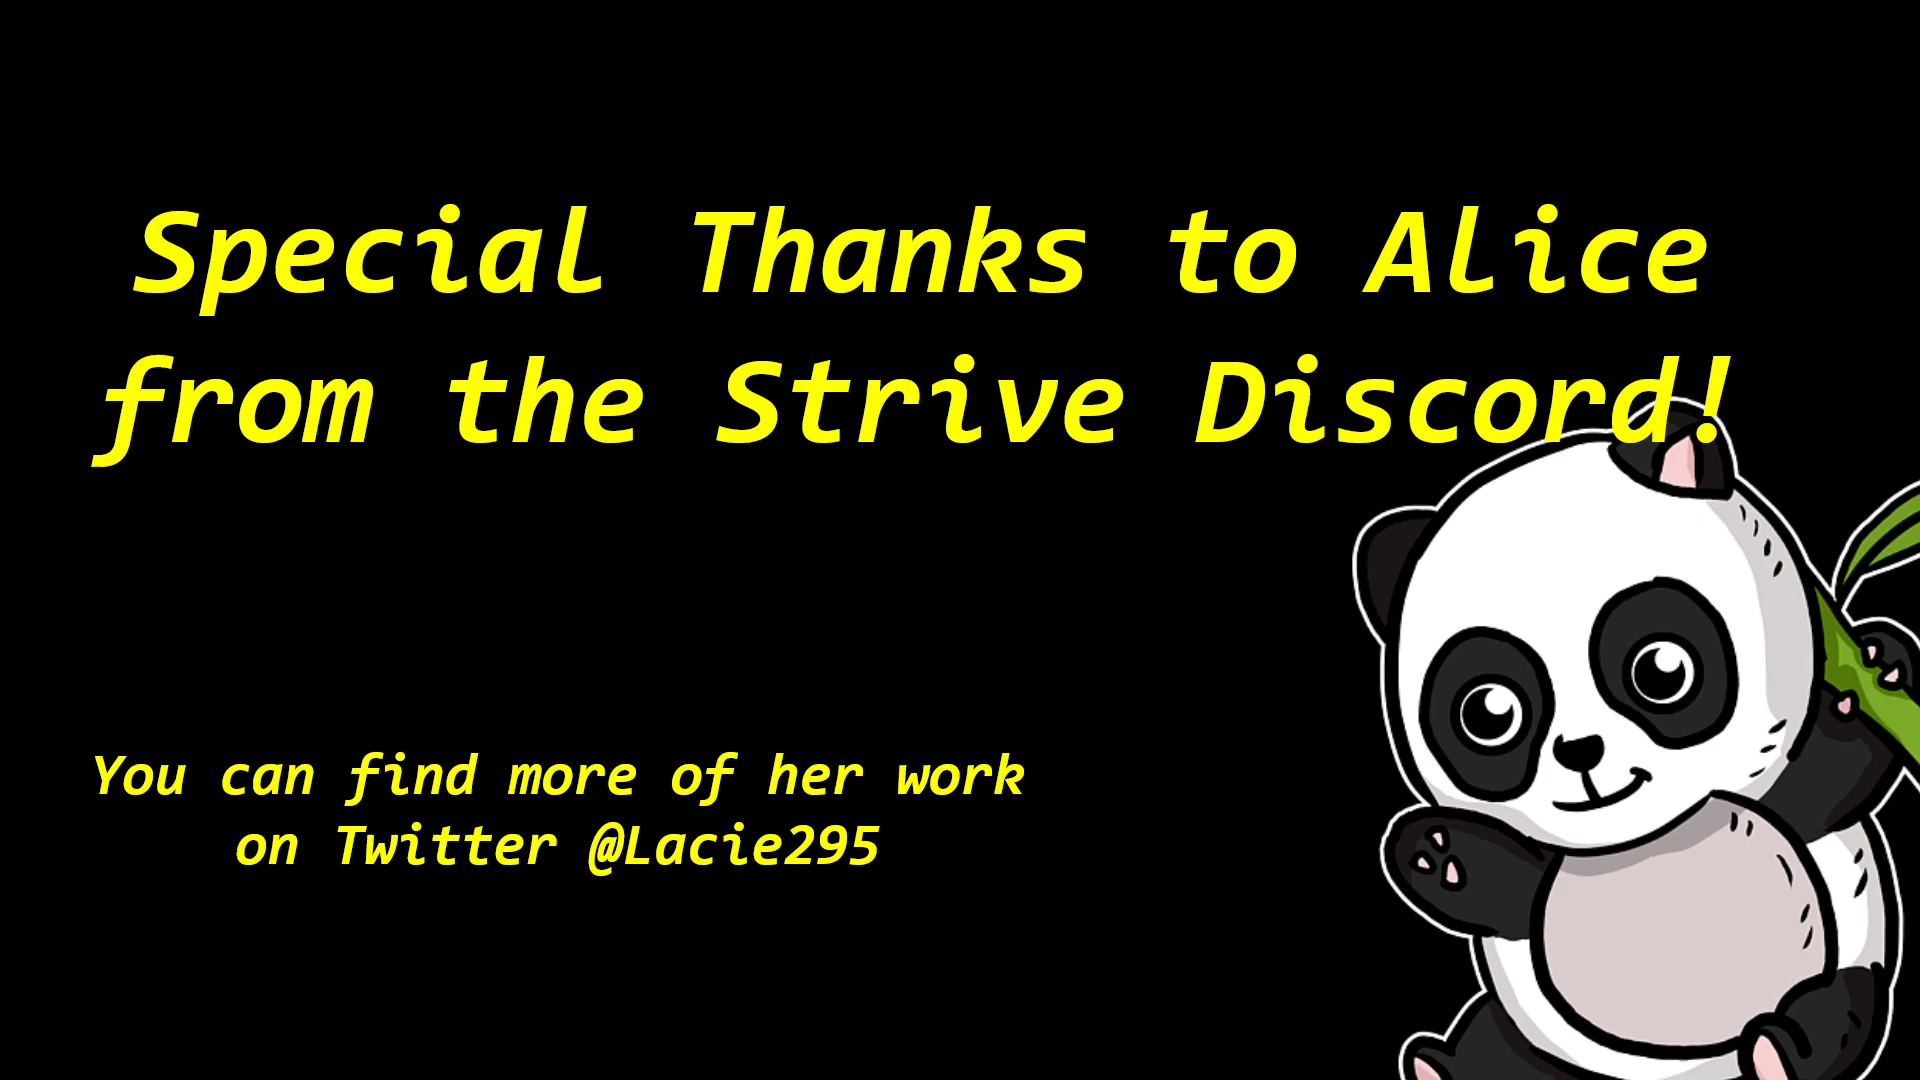 Special Thanks to Alice
from the Strive Discord!
You can find more of her work
on Twitter @Lacie295